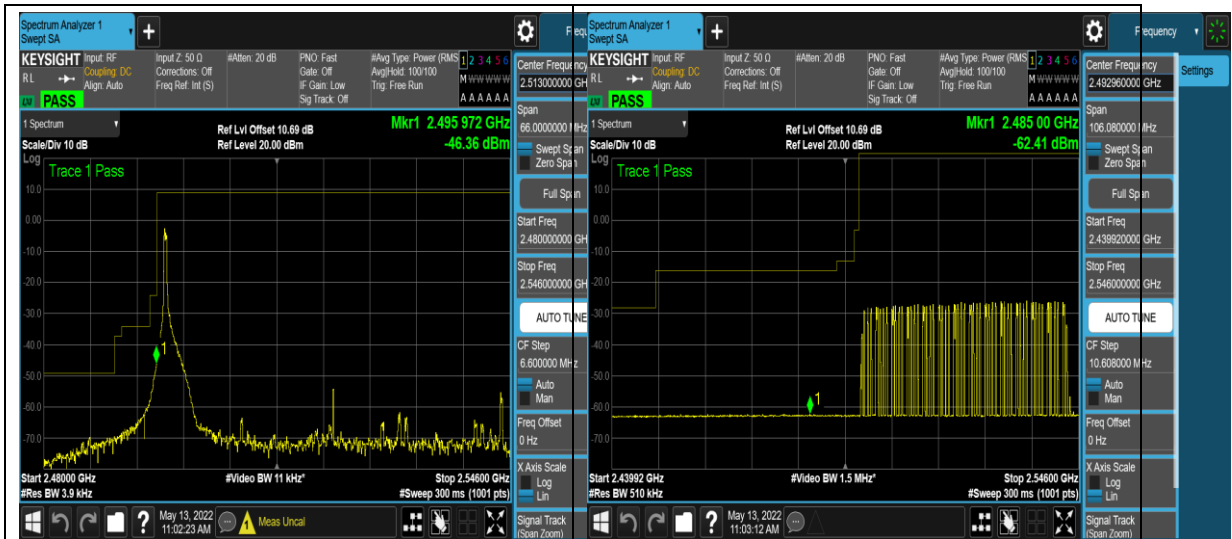 Spectrum Analyzer 1
Swept SA
+
Frequ
KEYSIGHT
Input: RF
Coupling: DC
Align: Auto
Input Z: 50 Ω
Corrections: Off
Freq Ref: Int (S)
#Atten: 20 dB
PNO: Fast
Gate: Off
IF Gain: Low
Sig Track: Off
#Avg Type: Power (RMS
Avg|Hold: 100/100
Trig: Free Run
1 2 3 4 5 6
M W W W W W
A A A A A A
RL
LXI
PASS
1 Spectrum
Scale/Div 10 dB
Ref Lvl Offset 10.69 dB
Ref Level 20.00 dBm
Mkr1 2.495 972 GHz
-46.36 dBm
Log
Trace 1 Pass
10.0
0.00
-10.0
-20.0
-30.0
-40.0
-50.0
-60.0
-70.0
1
Start 2.48000 GHz
#Res BW 3.9 kHz
#Video BW 11 kHz*
Stop 2.54600 GHz
#Sweep 300 ms (1001 pts)
Center Frequency
2.513000000 G
Span
66.0000000 MHz
Swept Span
Zero Span
Full Span
Start Freq
2.480000000 GH
Stop Freq
2.546000000 GH
AUTO TUNE
CF Step
6.600000 MHz
Auto
Man
Freq Offset
0 Hz
X Axis Scale
Log
Lin
Signal Track
(Span Zoom)
?
May 13, 2022
11:02:23 AM
Meas Uncal
Spectrum Analyzer 1
Swept SA
+
Frequency
Settings
KEYSIGHT
Input: RF
Coupling: DC
Align: Auto
Input Z: 50 Ω
Corrections: Off
Freq Ref: Int (S)
#Atten: 20 dB
PNO: Fast
Gate: Off
IF Gain: Low
Sig Track: Off
#Avg Type: Power (RMS
Avg|Hold: 100/100
Trig: Free Run
1 2 3 4 5 6
M W W W W W
A A A A A A
RL
LXI
PASS
1 Spectrum
Scale/Div 10 dB
Ref Lvl Offset 10.69 dB
Ref Level 20.00 dBm
Mkr1 2.485 00 GHz
-62.41 dBm
Log
Trace 1 Pass
10.0
0.00
-10.0
-20.0
-30.0
-40.0
-50.0
-60.0
-70.0
1
Start 2.43992 GHz
#Res BW 510 kHz
#Video BW 1.5 MHz*
Stop 2.54600 GHz
#Sweep 300 ms (1001 pts)
Center Frequency
2.492960000 GHz
Span
106.080000 MHz
Swept Span
Zero Span
Full Span
Start Freq
2.439920000 GHz
Stop Freq
2.546000000 GHz
AUTO TUNE
CF Step
10.608000 MHz
Auto
Man
Freq Offset
0 Hz
X Axis Scale
Log
Lin
Signal Track
(Span Zoom)
?
May 13, 2022
11:03:12 AM